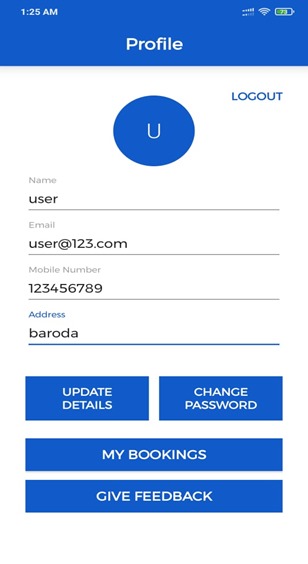 1:25 AM
73
Profile
LOGOUT
U
Name
user
Email
user@123.com
Mobile Number
123456789
Address
baroda
UPDATE
DETAILS
CHANGE
PASSWORD
MY BOOKINGS
GIVE FEEDBACK